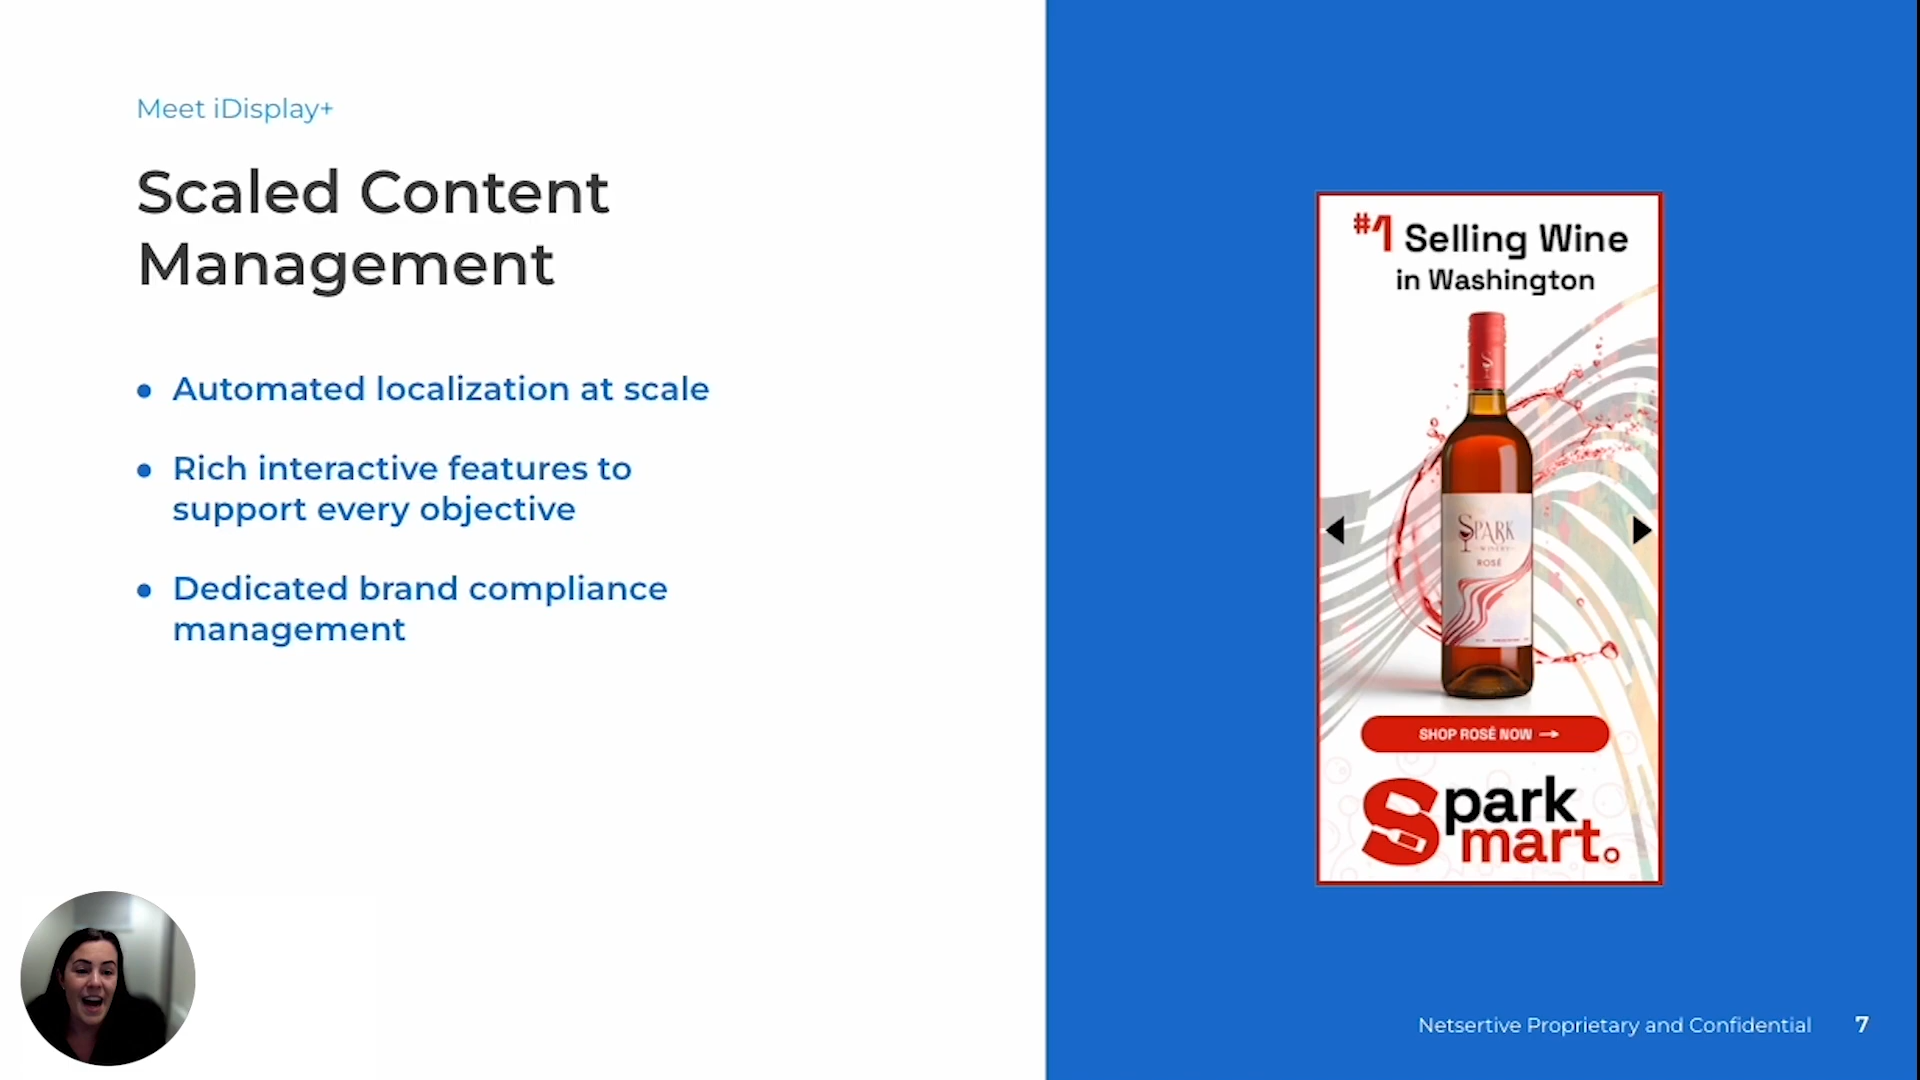 Meet iDisplay+
Scaled Content
Management
• Automated localization at scale
• Rich interactive features to
support every objective
• Dedicated brand compliance
management
#1 Selling Wine
in Washington
SPARK
WINERY
ROSÉ
SHOP ROSÉ NOW →
Spark
mart
Netsertive Proprietary and Confidential 7